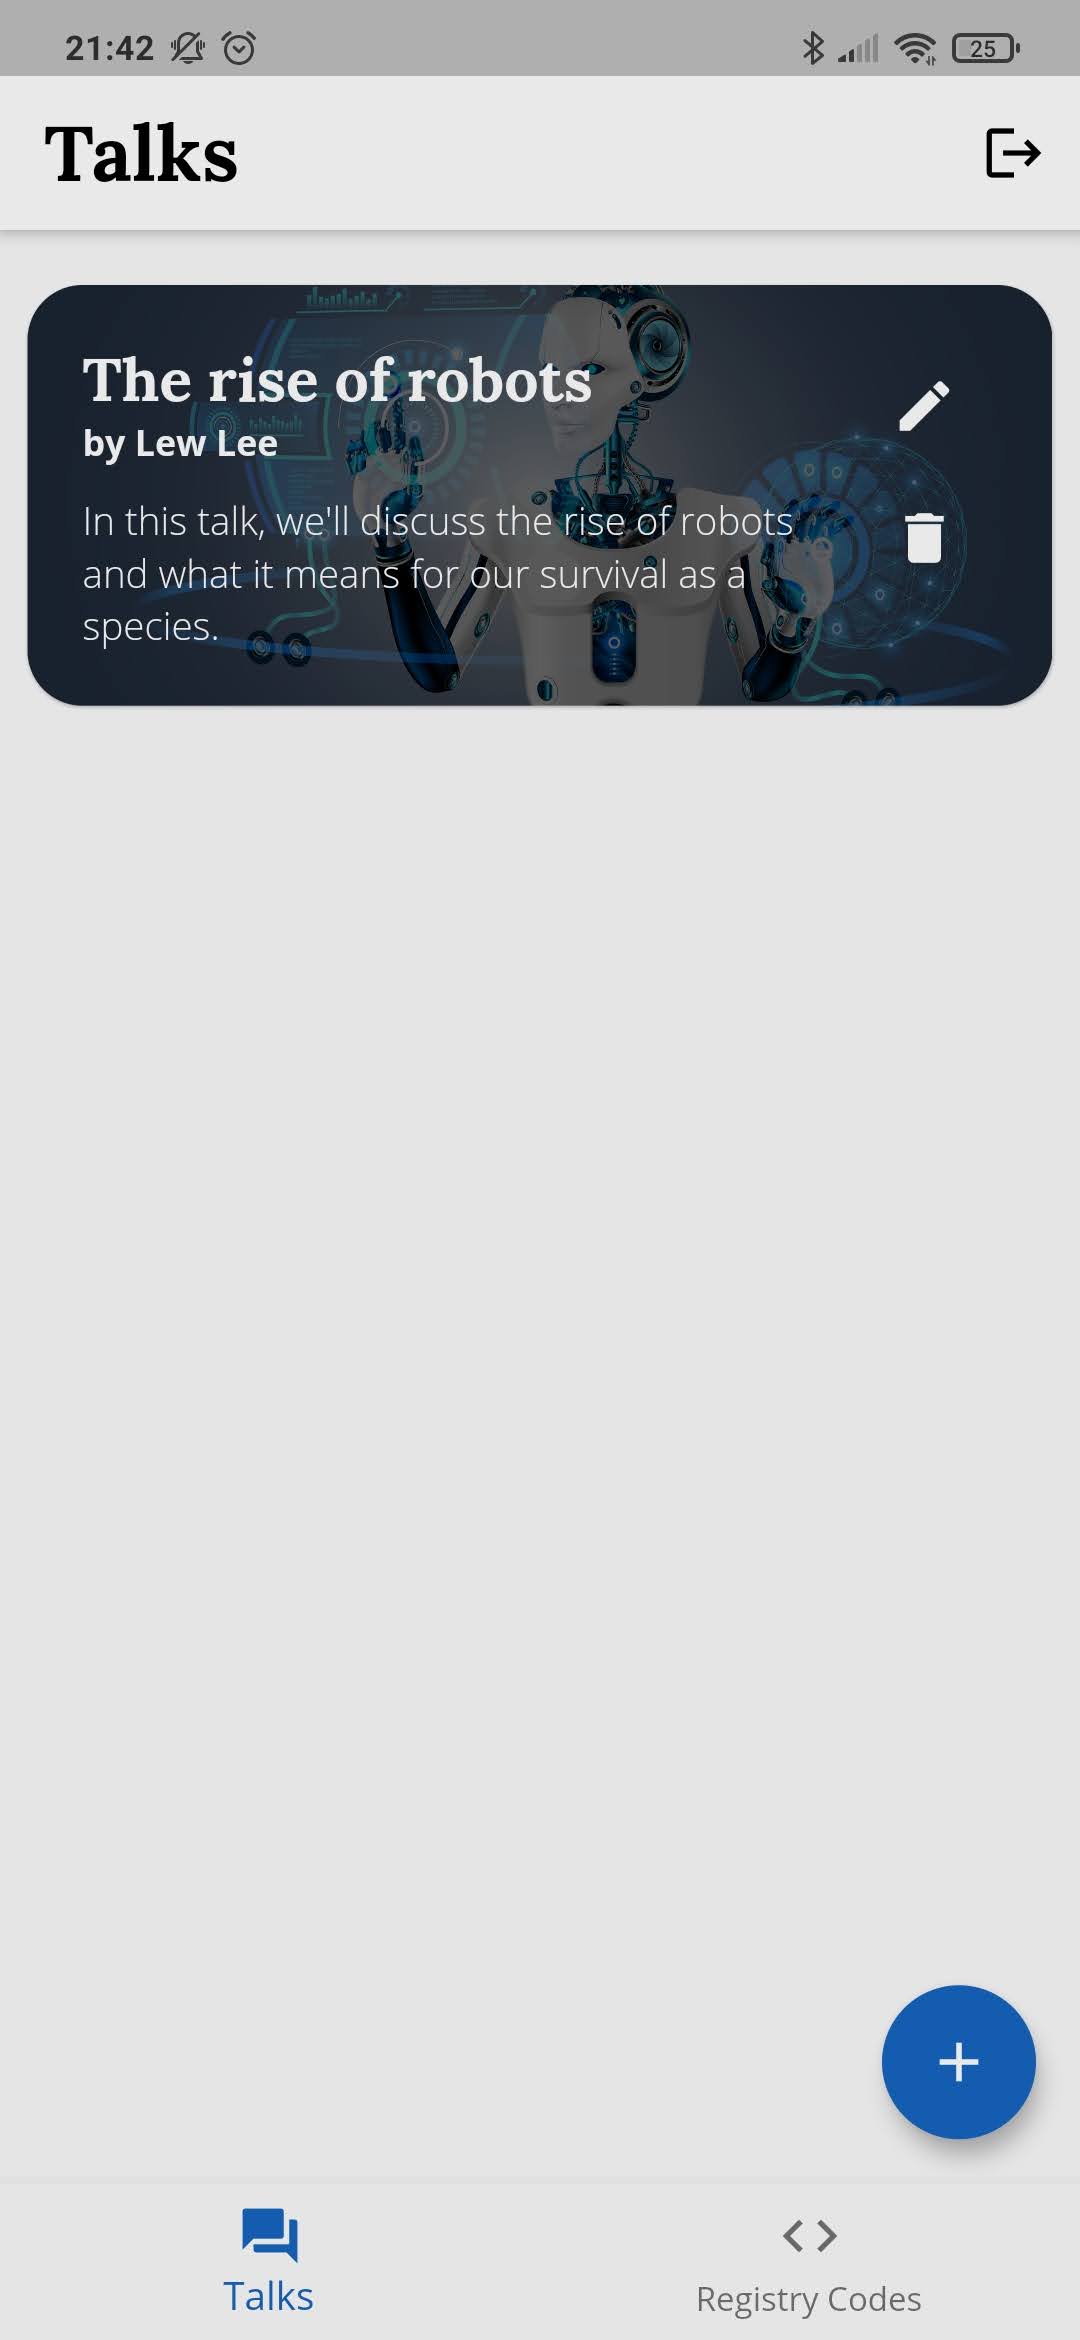 21:42
25
Talks
The rise of robots
by Lew Lee
In this talk, we'll discuss the rise of robots
and what it means for our survival as a
species.
Talks
Registry Codes